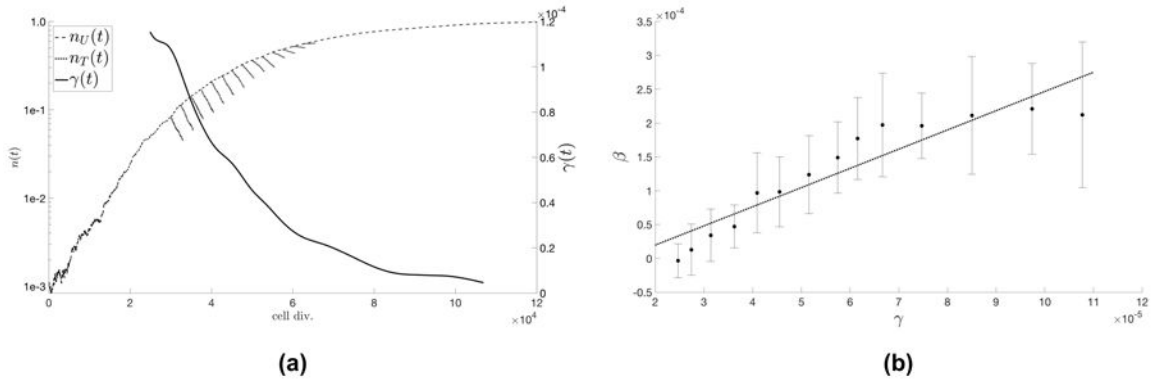 ×10⁻⁴
1.0
1e-1
1e-2
1e-3
n(t)
n_U(t)
n_T(t)
γ(t)
1.2
1
0.8
0.6
0.4
0.2
0
γ(t)
0 2 4 6 8 10 12
cell div.
×10⁴
(a)
×10⁻⁴
3.5
3
2.5
2
1.5
1
0.5
0
-0.5
β
2 3 4 5 6 7 8 9 10 11 12
γ
×10⁻⁵
(b)